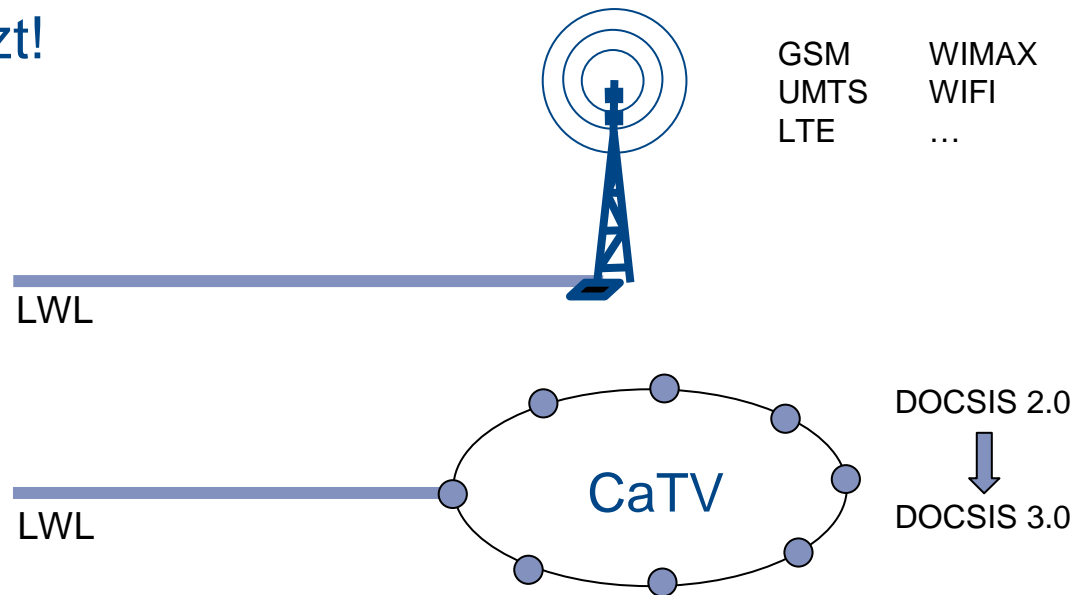 zt!
GSM WIMAX
UMTS WIFI
LTE …
LWL
DOCSIS 2.0
CaTV
DOCSIS 3.0
LWL